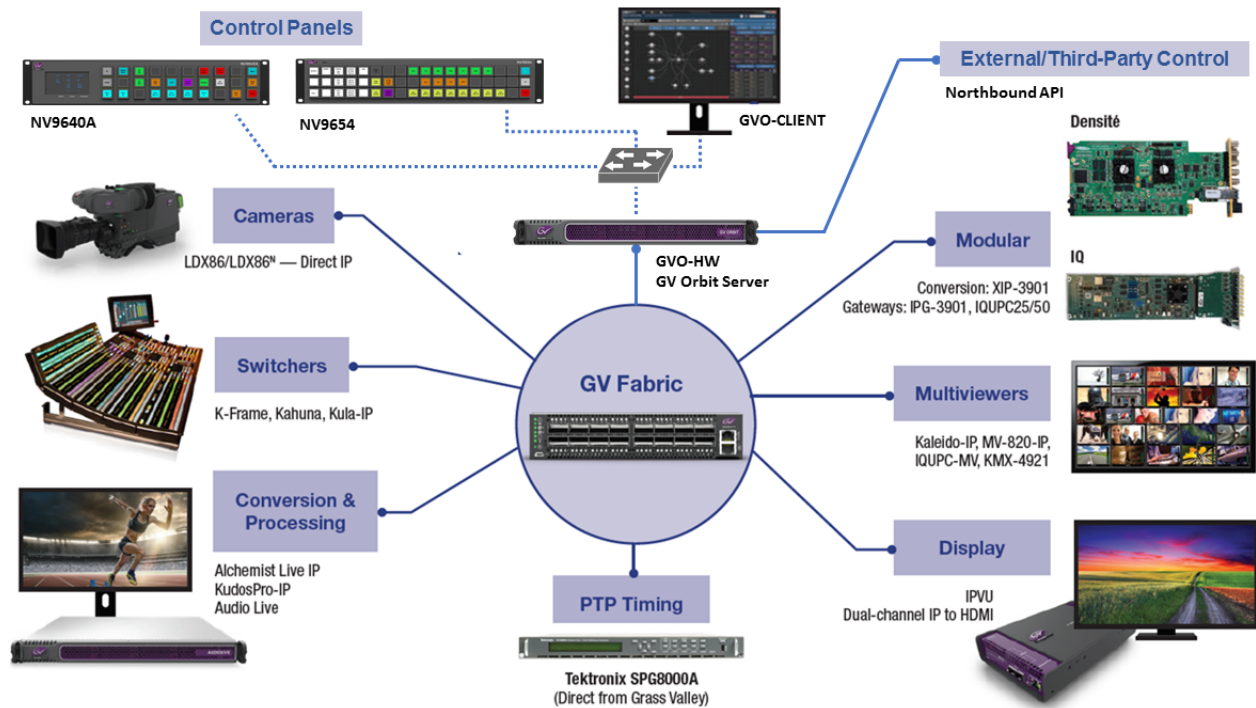 Control Panels
NV9640A
NV9654
GVO-CLIENT
External/Third-Party Control
Northbound API
Densité
Cameras
LDX86/LDX86ᴺ — Direct IP
GV ORBIT
GVO-HW
GV Orbit Server
Modular
IQ
Conversion: XIP-3901
Gateways: IPG-3901, IQUPC25/50
Switchers
K-Frame, Kahuna, Kula-IP
GV Fabric
Multiviewers
Kaleido-IP, MV-820-IP,
IQUPC-MV, KMX-4921
Conversion &
Processing
Alchemist Live IP
KudosPro-IP
Audio Live
PTP Timing
Tektronix SPG8000A
(Direct from Grass Valley)
Display
IPVU
Dual-channel IP to HDMI